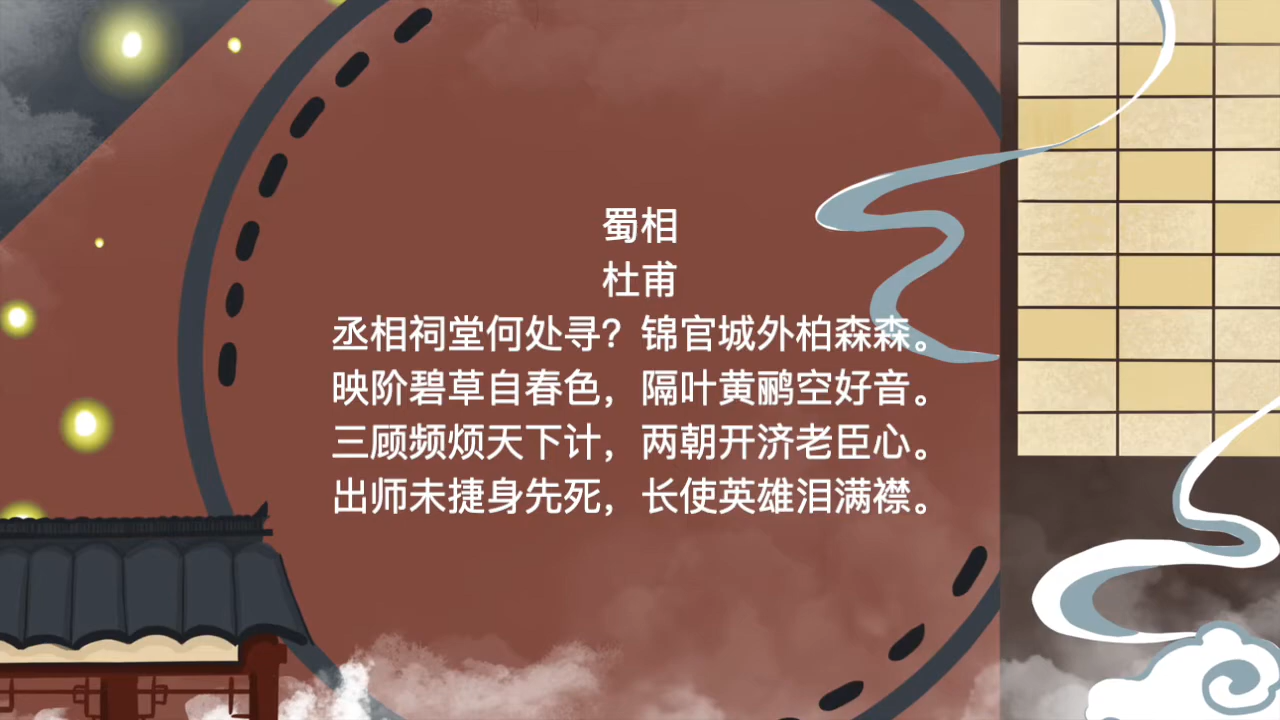 蜀相
杜甫
丞相祠堂何处寻？锦官城外柏森森。
映阶碧草自春色，隔叶黄鹂空好音。
三顾频烦天下计，两朝开济老臣心。
出师未捷身先死，长使英雄泪满襟。